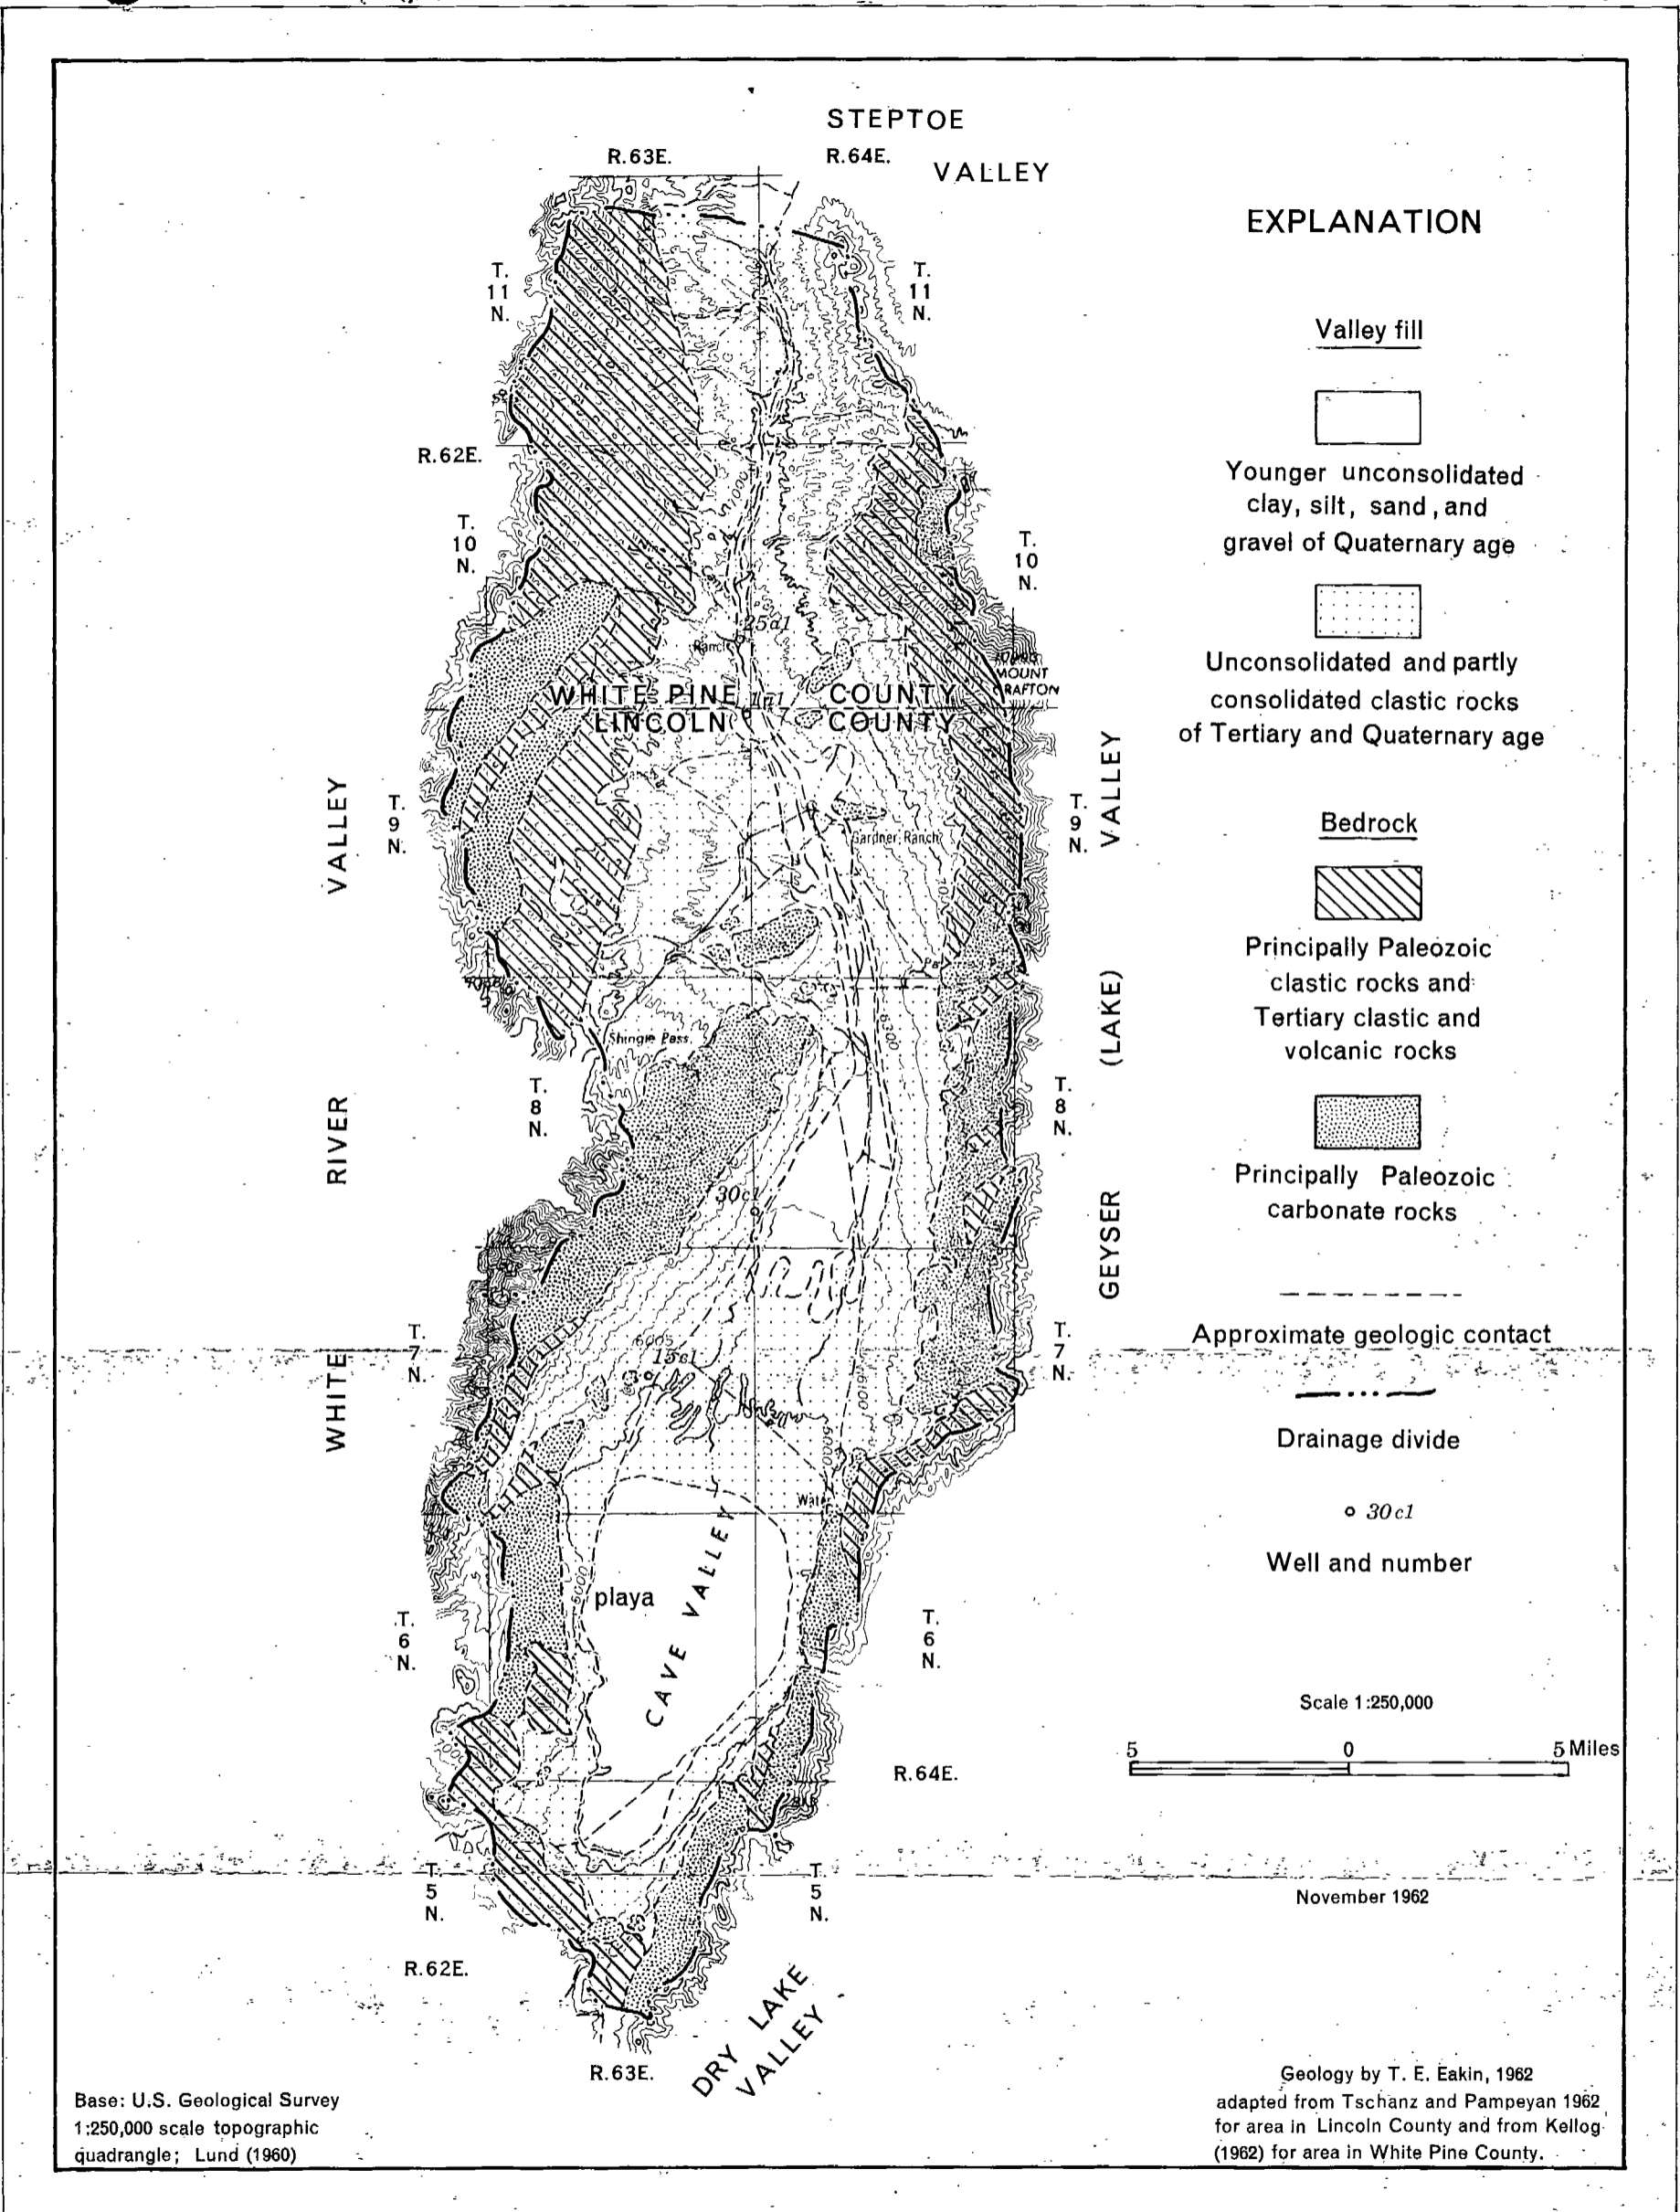 STEPTOE
VALLEY
R.63E.
R.64E.
T.
11
N.
T.
11
N.
R.62E.
T.
10
N.
T.
10
N.
25d1
Ranch
MOUNT
GRAFTON
WHITE PINE COUNTY
LINCOLN COUNTY
T.
9
N.
T.
9
N.
Gardner Ranch
VALLEY
RIVER
WHITE
VALLEY
(LAKE)
GEYSER
Shingle Pass
6300
T.
8
N.
T.
8
N.
30c1
T.
7
N.
T.
7
N.
6005
15c1
6016
6000
Water
6000
playa
CAVE VALLEY
T.
6
N.
T.
6
N.
7000
R.64E.
T.
5
N.
T.
5
N.
R.62E.
R.63E.
DRY LAKE
VALLEY
EXPLANATION
Valley fill
Younger unconsolidated
clay, silt, sand, and
gravel of Quaternary age
Unconsolidated and partly
consolidated clastic rocks
of Tertiary and Quaternary age
Bedrock
Principally Paleozoic
clastic rocks and
Tertiary clastic and
volcanic rocks
Principally Paleozoic
carbonate rocks
Approximate geologic contact
Drainage divide
30c1
Well and number
Scale 1:250,000
5 0 5 Miles
November 1962
Base: U.S. Geological Survey
1:250,000 scale topographic
quadrangle; Lund (1960)
Geology by T. E. Eakin, 1962
adapted from Tschanz and Pampeyan 1962
for area in Lincoln County and from Kellog
(1962) for area in White Pine County.